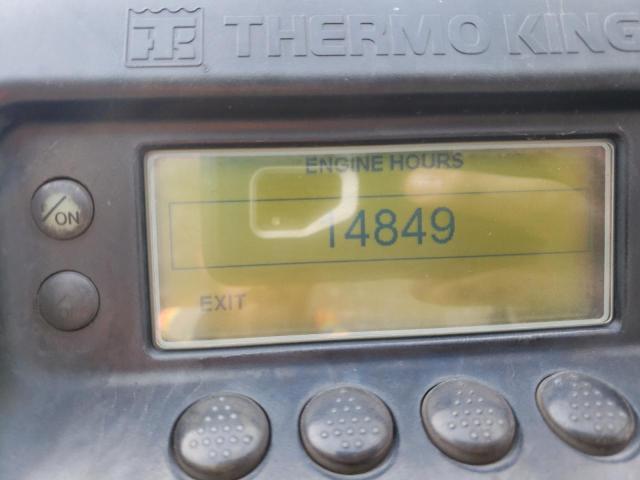 THERMO KING
ENGINE HOURS
/ON
14849
EXIT